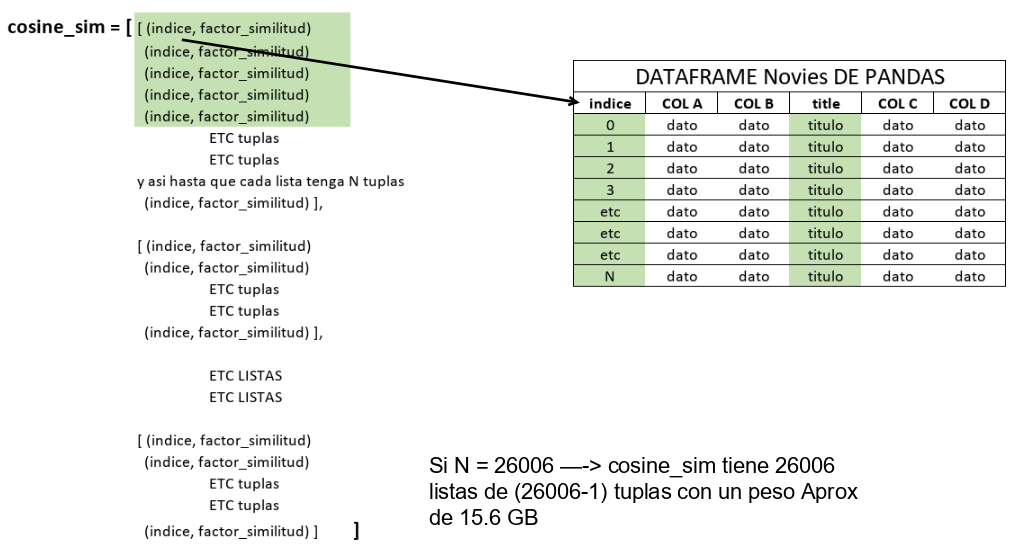 cosine_sim = [ [ (indice, factor_similitud)
(indice, factor_similitud)
(indice, factor_similitud)
(indice, factor_similitud)
(indice, factor_similitud)
ETC tuplas
ETC tuplas
y asi hasta que cada lista tenga N tuplas
(indice, factor_similitud) ],
[ (indice, factor_similitud)
(indice, factor_similitud)
ETC tuplas
ETC tuplas
(indice, factor_similitud) ],
ETC LISTAS
ETC LISTAS
[ (indice, factor_similitud)
(indice, factor_similitud)
ETC tuplas
ETC tuplas
(indice, factor_similitud) ] ]
DATAFRAME Novies DE PANDAS
indice COL A COL B title COL C COL D
0 dato dato titulo dato dato
1 dato dato titulo dato dato
2 dato dato titulo dato dato
3 dato dato titulo dato dato
etc dato dato titulo dato dato
etc dato dato titulo dato dato
etc dato dato titulo dato dato
N dato dato titulo dato dato
Si N = 26006 —-> cosine_sim tiene 26006
listas de (26006-1) tuplas con un peso Aprox
de 15.6 GB